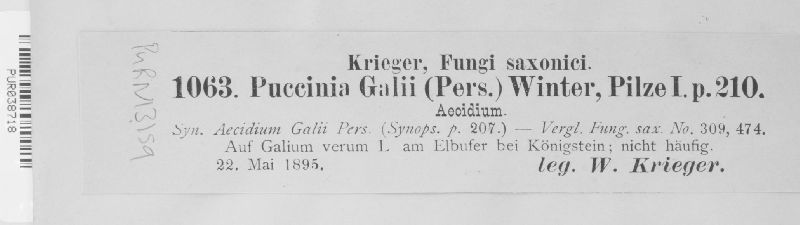 Krieger, Fungi saxonici.
1063. Puccinia Galii (Pers.) Winter, Pilze I. p. 210.
Aecidium.
Syn. Aecidium Galii Pers. (Synops. p. 207.) — Vergl. Fung. sax. No. 309, 474.
Auf Galium verum L am Elbufer bei Königstein; nicht häufig.
22. Mai 1895. leg. W. Krieger.
PUR038718